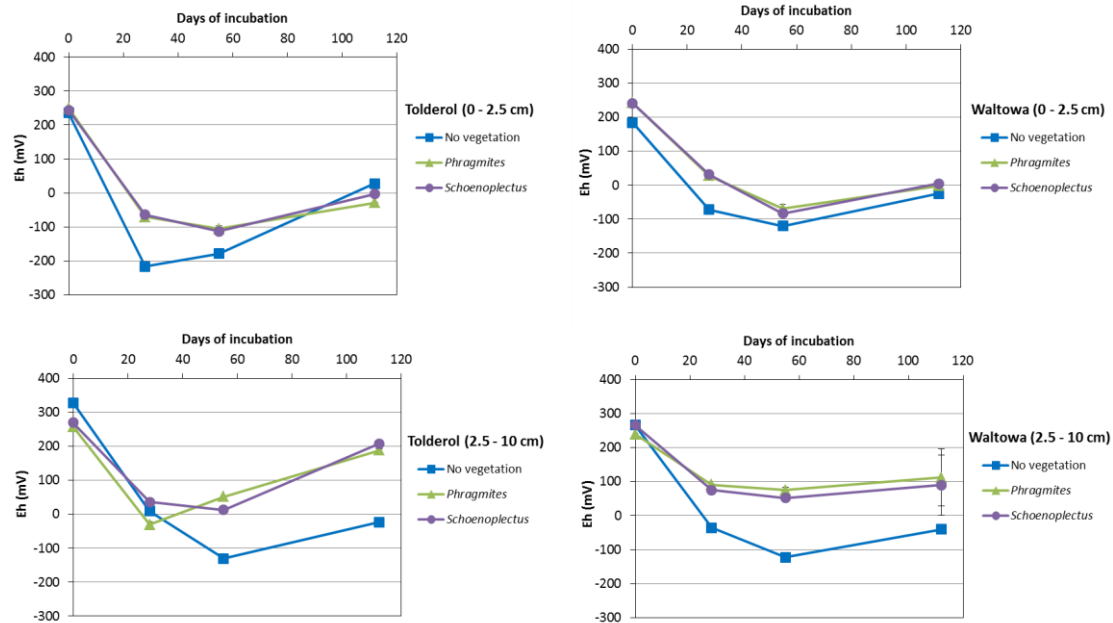 Days of incubation
0 20 40 60 80 100 120
400
300
200
100
0
-100
-200
-300
Eh (mV)
Tolderol (0 - 2.5 cm)
No vegetation
Phragmites
Schoenoplectus
Days of incubation
0 20 40 60 80 100 120
400
300
200
100
0
-100
-200
-300
Eh (mV)
Waltowa (0 - 2.5 cm)
No vegetation
Phragmites
Schoenoplectus
Days of incubation
0 20 40 60 80 100 120
400
300
200
100
0
-100
-200
-300
Eh (mV)
Tolderol (2.5 - 10 cm)
No vegetation
Phragmites
Schoenoplectus
Days of incubation
0 20 40 60 80 100 120
400
300
200
100
0
-100
-200
-300
Eh (mV)
Waltowa (2.5 - 10 cm)
No vegetation
Phragmites
Schoenoplectus